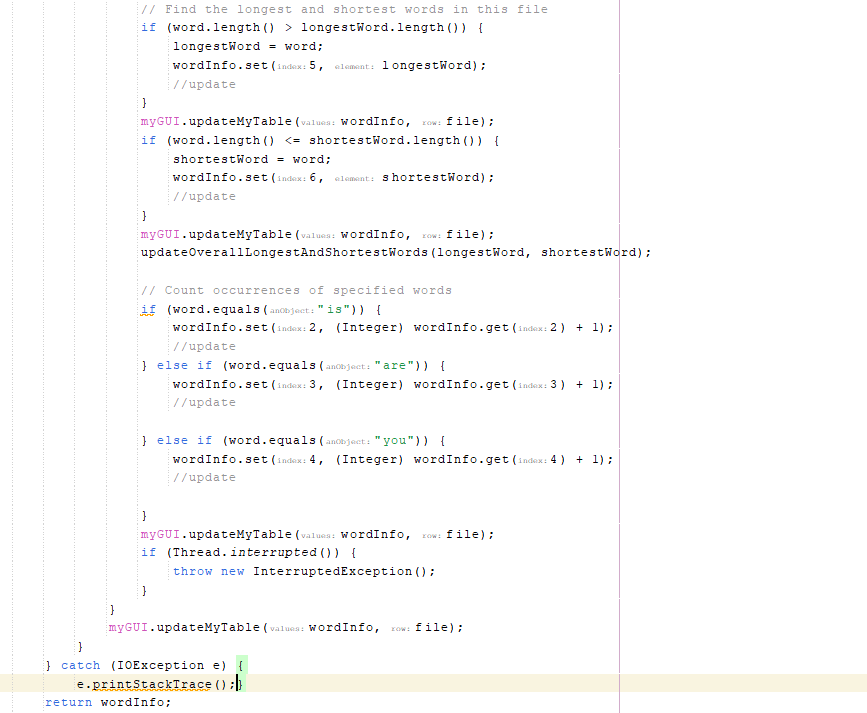 // Find the longest and shortest words in this file
if (word.length() > longestWord.length()) {
longestWord = word;
wordInfo.set(index: 5, element: longestWord);
//update
}
myGUI.updateMyTable(values: wordInfo, row: file);
if (word.length() <= shortestWord.length()) {
shortestWord = word;
wordInfo.set(index: 6, element: shortestWord);
//update
}
myGUI.updateMyTable(values: wordInfo, row: file);
updateOverallLongestAndShortestWords(longestWord, shortestWord);
// Count occurrences of specified words
if (word.equals(anObject: "is")) {
wordInfo.set(index: 2, (Integer) wordInfo.get(index: 2) + 1);
//update
} else if (word.equals(anObject: "are")) {
wordInfo.set(index: 3, (Integer) wordInfo.get(index: 3) + 1);
//update
} else if (word.equals(anObject: "you")) {
wordInfo.set(index: 4, (Integer) wordInfo.get(index: 4) + 1);
//update
}
myGUI.updateMyTable(values: wordInfo, row: file);
if (Thread.interrupted()) {
throw new InterruptedException();
}
}
myGUI.updateMyTable(values: wordInfo, row: file);
}
} catch (IOException e) {
e.printStackTrace();}
return wordInfo;